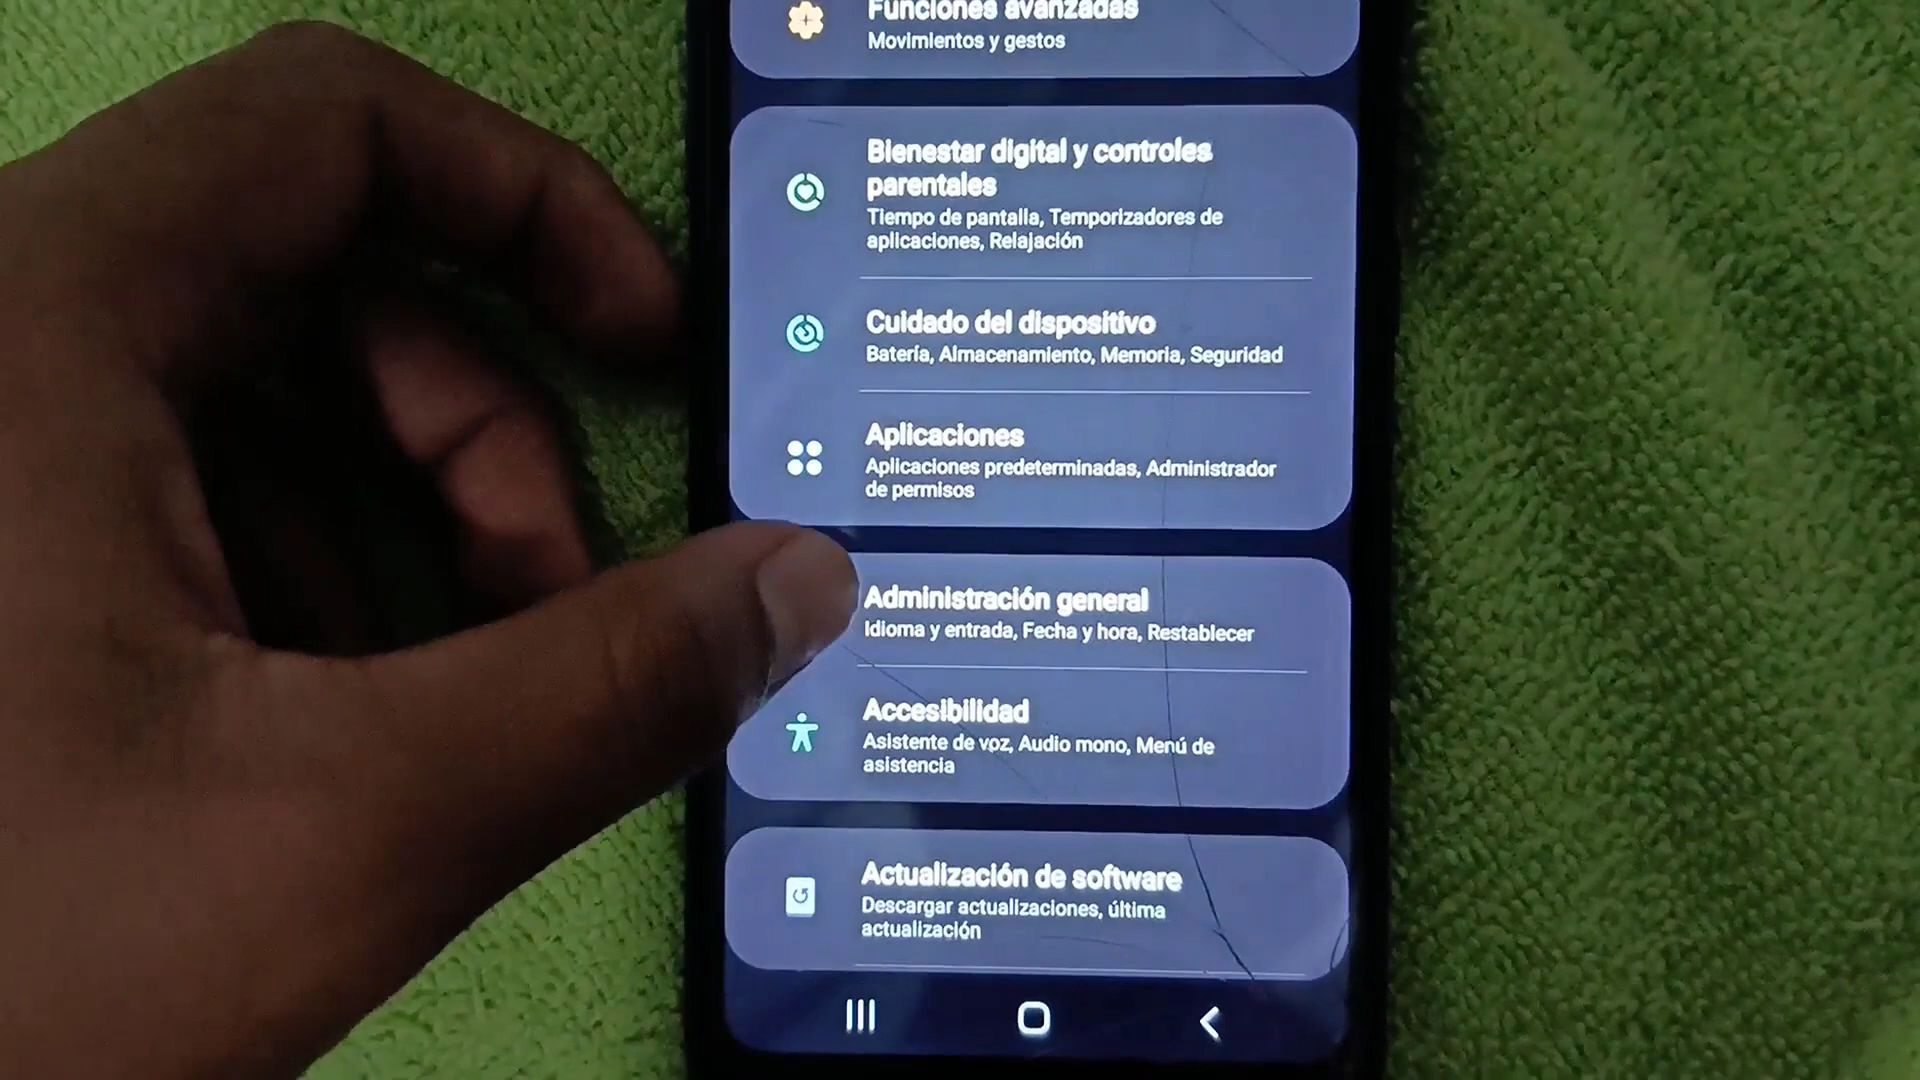 Funciones avanzadas
Movimientos y gestos
Bienestar digital y controles
parentales
Tiempo de pantalla, Temporizadores de
aplicaciones, Relajación
Cuidado del dispositivo
Batería, Almacenamiento, Memoria, Seguridad
Aplicaciones
Aplicaciones predeterminadas, Administrador
de permisos
Administración general
Idioma y entrada, Fecha y hora, Restablecer
Accesibilidad
Asistente de voz, Audio mono, Menú de
asistencia
Actualización de software
Descargar actualizaciones, última
actualización